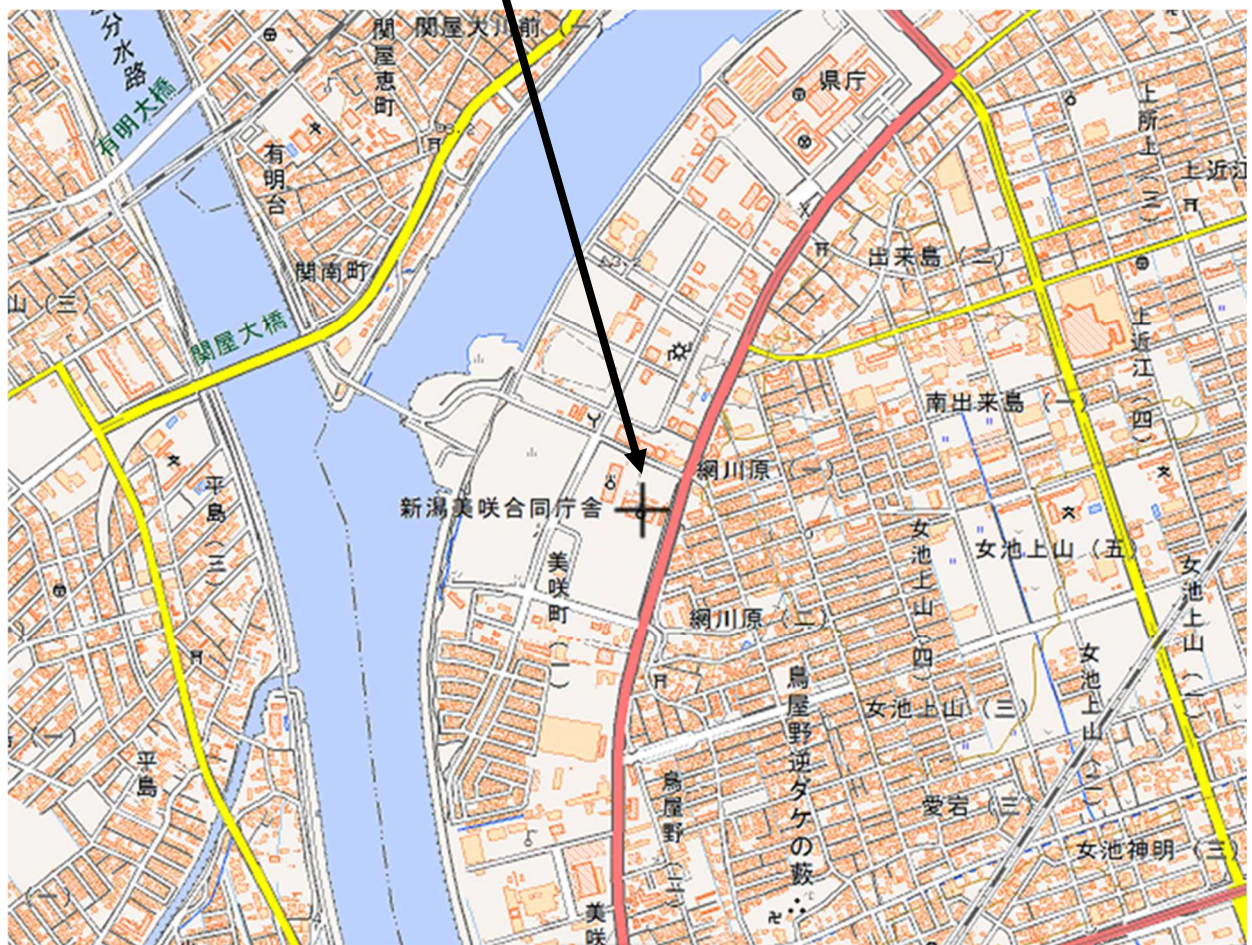 分水路
有明大橋
関屋恵町
関屋大川前(一)
有明台
関南町
山(三)
関屋大橋
県庁
上所上(三)
上近江
出来島(二)
上近江(四)
南出来島(一)
網川原(一)
新潟美咲合同庁舎
平島(三)
美咲町(一)
網川原(二)
女池上山(四)
女池上山(五)
女池上山(一)
女池上山(二)
女池上山(三)
鳥屋野逆ダケの藪
平島
鳥屋野(二)
愛宕(三)
女池神明(三)
美咲